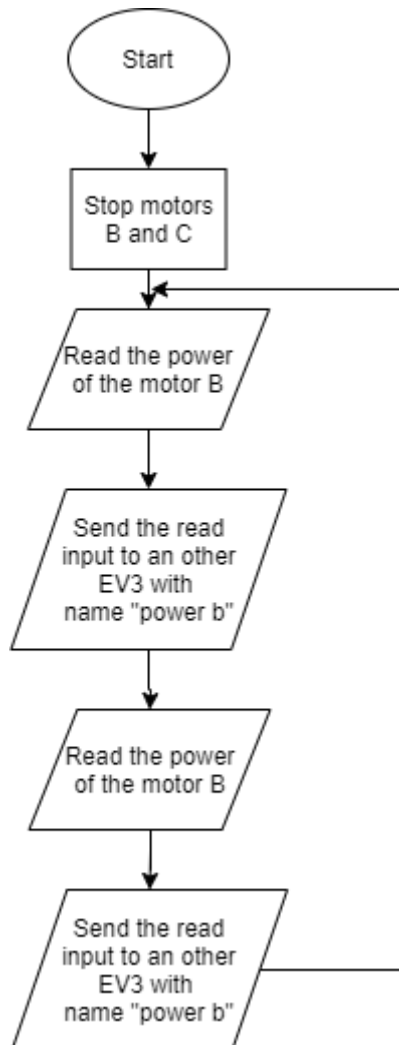 Start
Stop motors
B and C
Read the power
of the motor B
Send the read
input to an other
EV3 with
name "power b"
Read the power
of the motor B
Send the read
input to an other
EV3 with
name "power b"